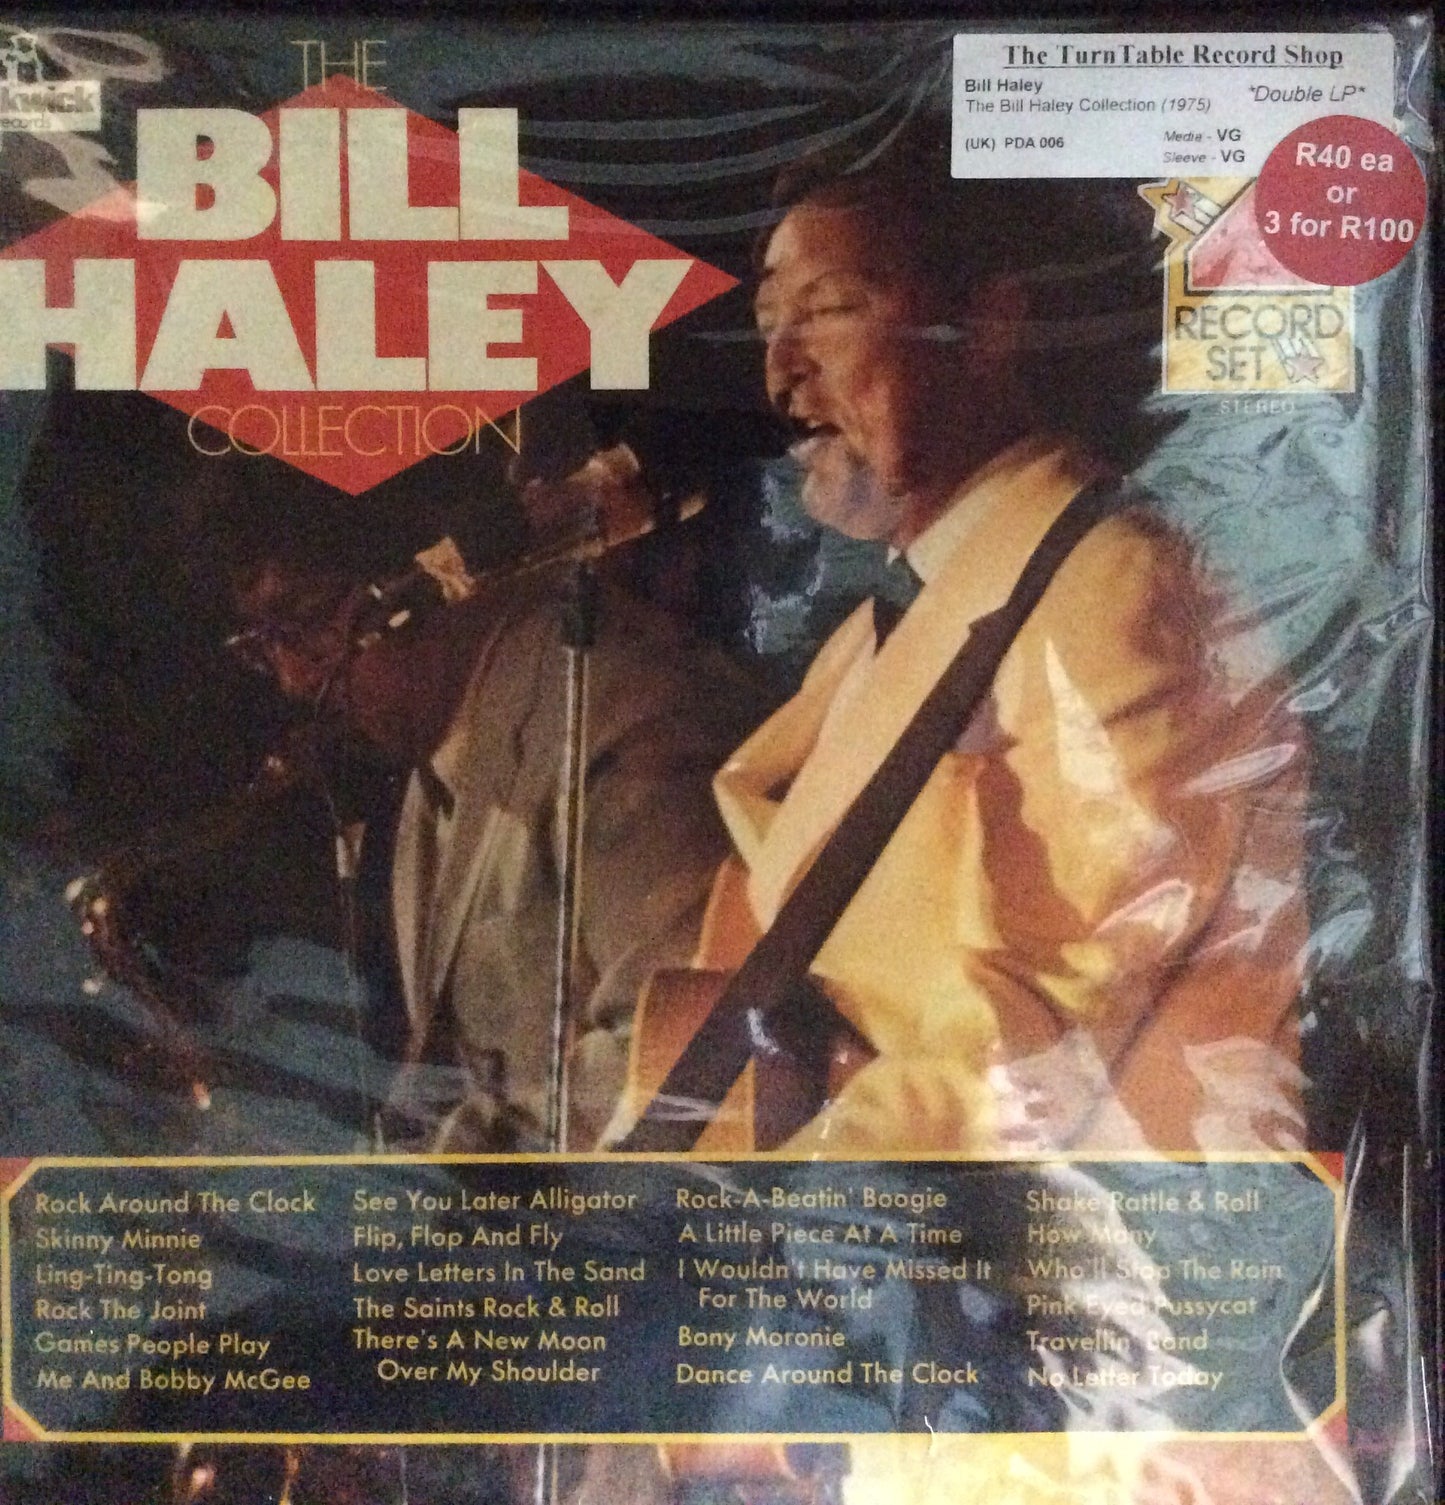 THE
BILL
HALEY
COLLECTION
kwick
records
The TurnTable Record Shop
Bill Haley
*Double LP*
The Bill Haley Collection (1975)
(UK) PDA 006
Media - VG
Sleeve - VG
R40 ea
or
3 for R100
2
RECORD
SET
STEREO
Rock Around The Clock
Skinny Minnie
Ling-Ting-Tong
Rock The Joint
Games People Play
Me And Bobby McGee
See You Later Alligator
Flip, Flop And Fly
Love Letters In The Sand
The Saints Rock & Roll
There's A New Moon
Over My Shoulder
Rock-A-Beatin' Boogie
A Little Piece At A Time
I Wouldn't Have Missed It
For The World
Bony Moronie
Dance Around The Clock
Shake Rattle & Roll
How Many
Who'll Stop The Rain
Pink Eyed Pussycat
Travellin' Band
No Letter Today